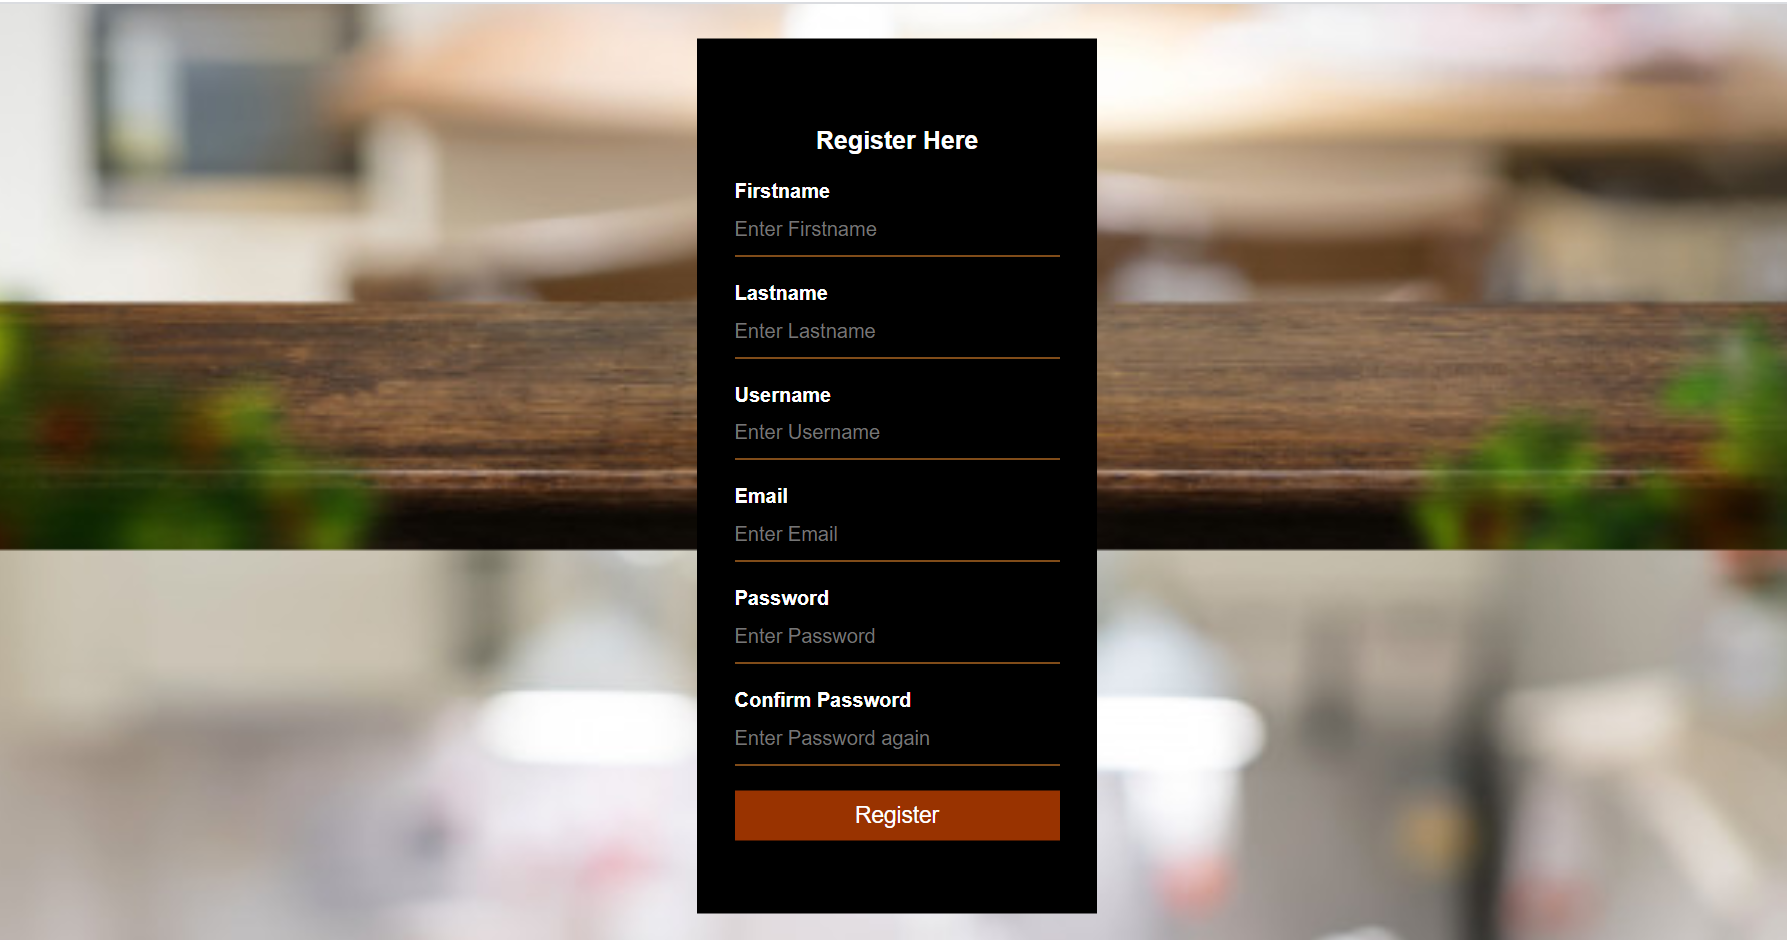 Register Here
Firstname
Enter Firstname
Lastname
Enter Lastname
Username
Enter Username
Email
Enter Email
Password
Enter Password
Confirm Password
Enter Password again
Register